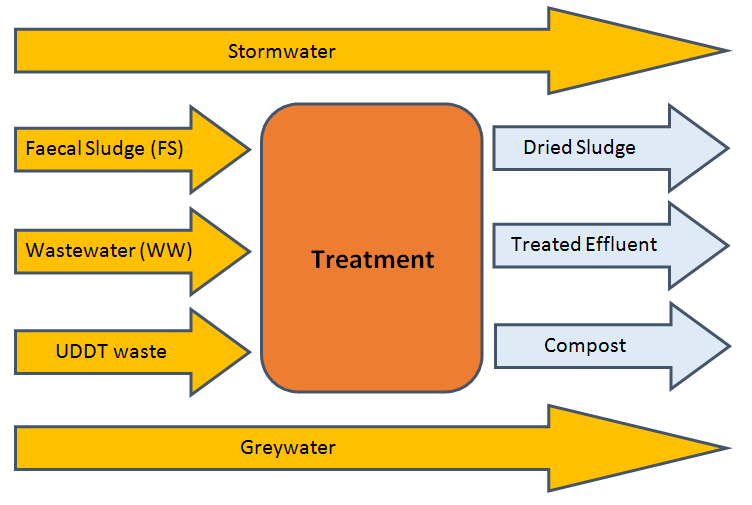 Stormwater
Faecal Sludge (FS)
Dried Sludge
Wastewater (WW)
Treatment
Treated Effluent
UDDT waste
Compost
Greywater